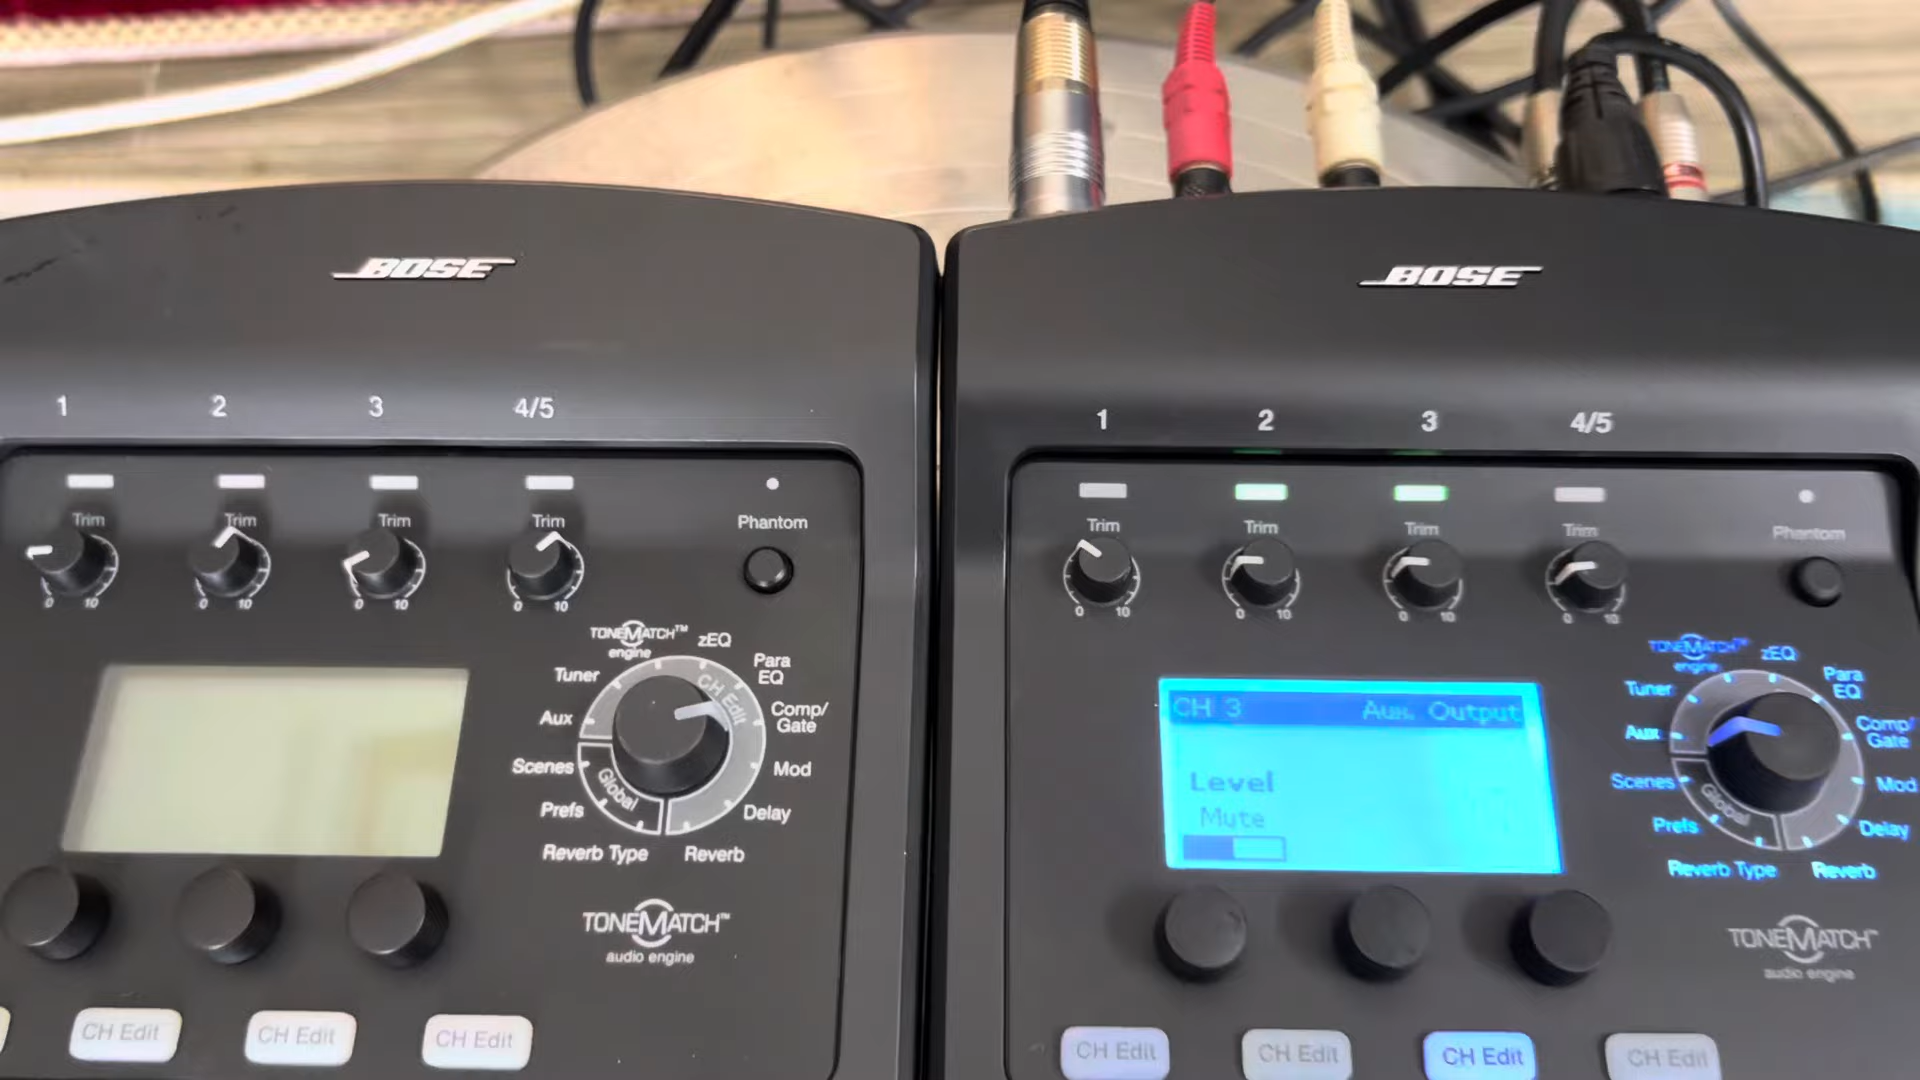 BOSE
1 2 3 4/5
Trim Trim Trim Trim
Phantom
0 10 0 10 0 10 0 10
TONEMATCH™
engine
zEQ
Para
EQ
Tuner
CH Edit
Aux
Comp/
Gate
Scenes
Global
Mod
Prefs
Delay
Reverb Type
Reverb
TONEMATCH™
audio engine
CH Edit CH Edit CH Edit
BOSE
1 2 3 4/5
Trim Trim Trim Trim
Phantom
0 10 0 10 0 10 0 10
TONEMATCH™
engine
zEQ
Para
EQ
Tuner
Aux
Comp/
Gate
Scenes
Global
Mod
Prefs
Delay
Reverb Type
Reverb
CH 3 Aux. Output
Level
Mute
TONEMATCH™
audio engine
CH Edit CH Edit CH Edit CH Edit